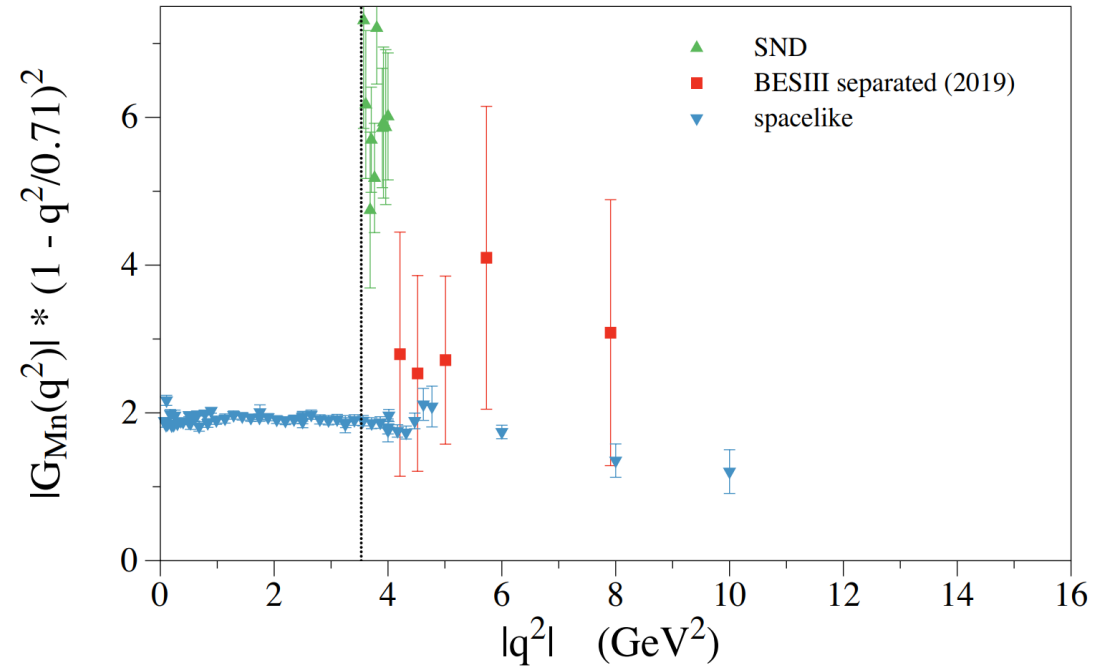 |G_Mn(q²)| * (1 - q²/0.71)²
6
4
2
0
SND
BESIII separated (2019)
spacelike
0 2 4 6 8 10 12 14 16
|q²| (GeV²)